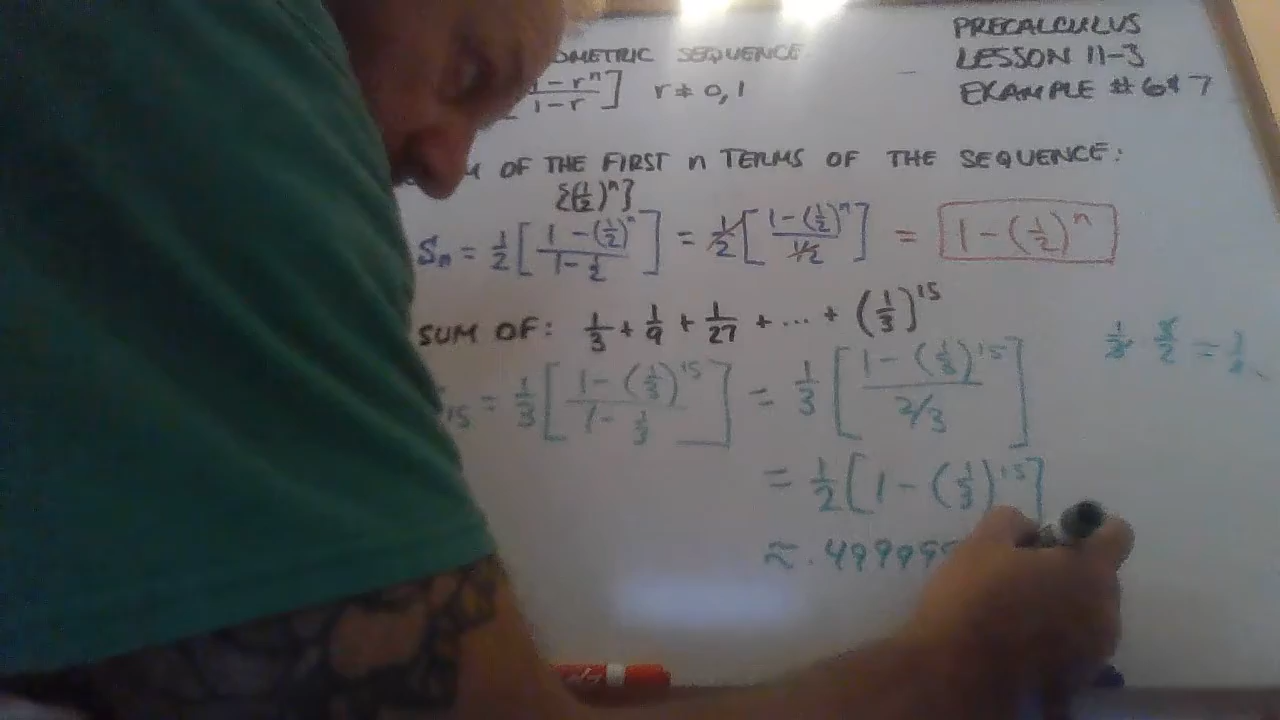 PRECALCULUS
LESSON 11-3
EXAMPLE # 6 & 7
SEQUENCE
1-rⁿ / 1-r ] r ≠ 0, 1
OF THE FIRST n TERMS OF THE SEQUENCE:
{(1/2)ⁿ}
Sₙ = 1/2 [ 1-(1/2)ⁿ / 1-1/2 ] = 1/2 [ 1-(1/2)ⁿ / 1/2 ] = 1-(1/2)ⁿ
SUM OF: 1/3 + 1/9 + 1/27 + ... + (1/3)¹⁵
15 = 1/3 [ 1-(1/3)¹⁵ / 1-1/3 ] = 1/3 [ 1-(1/3)¹⁵ / 2/3 ]
1/3 · 3/2 = 1/2
= 1/2 [ 1-(1/3)¹⁵ ]
≈ .49999